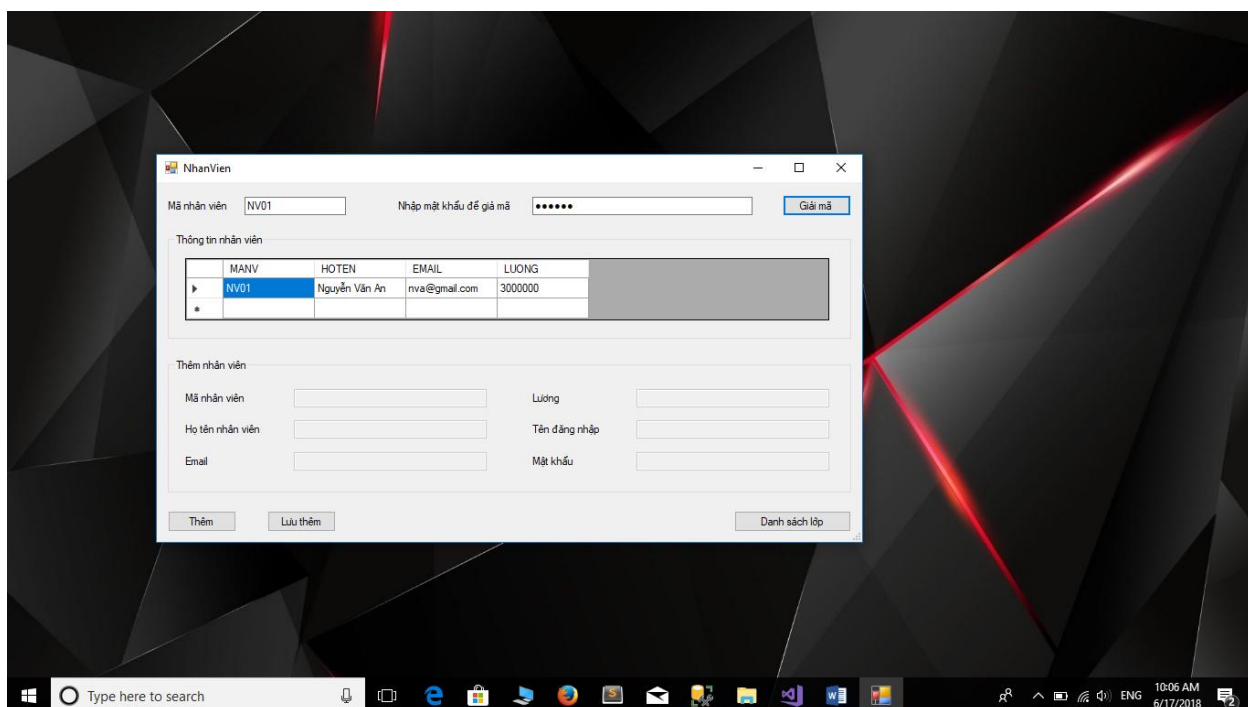 NhanVien
Mã nhân viên NV01 Nhập mật khẩu để giả mã •••••• Giải mã
Thông tin nhân viên
MANV HOTEN EMAIL LUONG
NV01 Nguyễn Văn An nva@gmail.com 3000000
Thêm nhân viên
Mã nhân viên Lương
Họ tên nhân viên Tên đăng nhập
Email Mật khẩu
Thêm Lưu thêm Danh sách lớp
Type here to search ENG 10:06 AM
6/17/2018 2